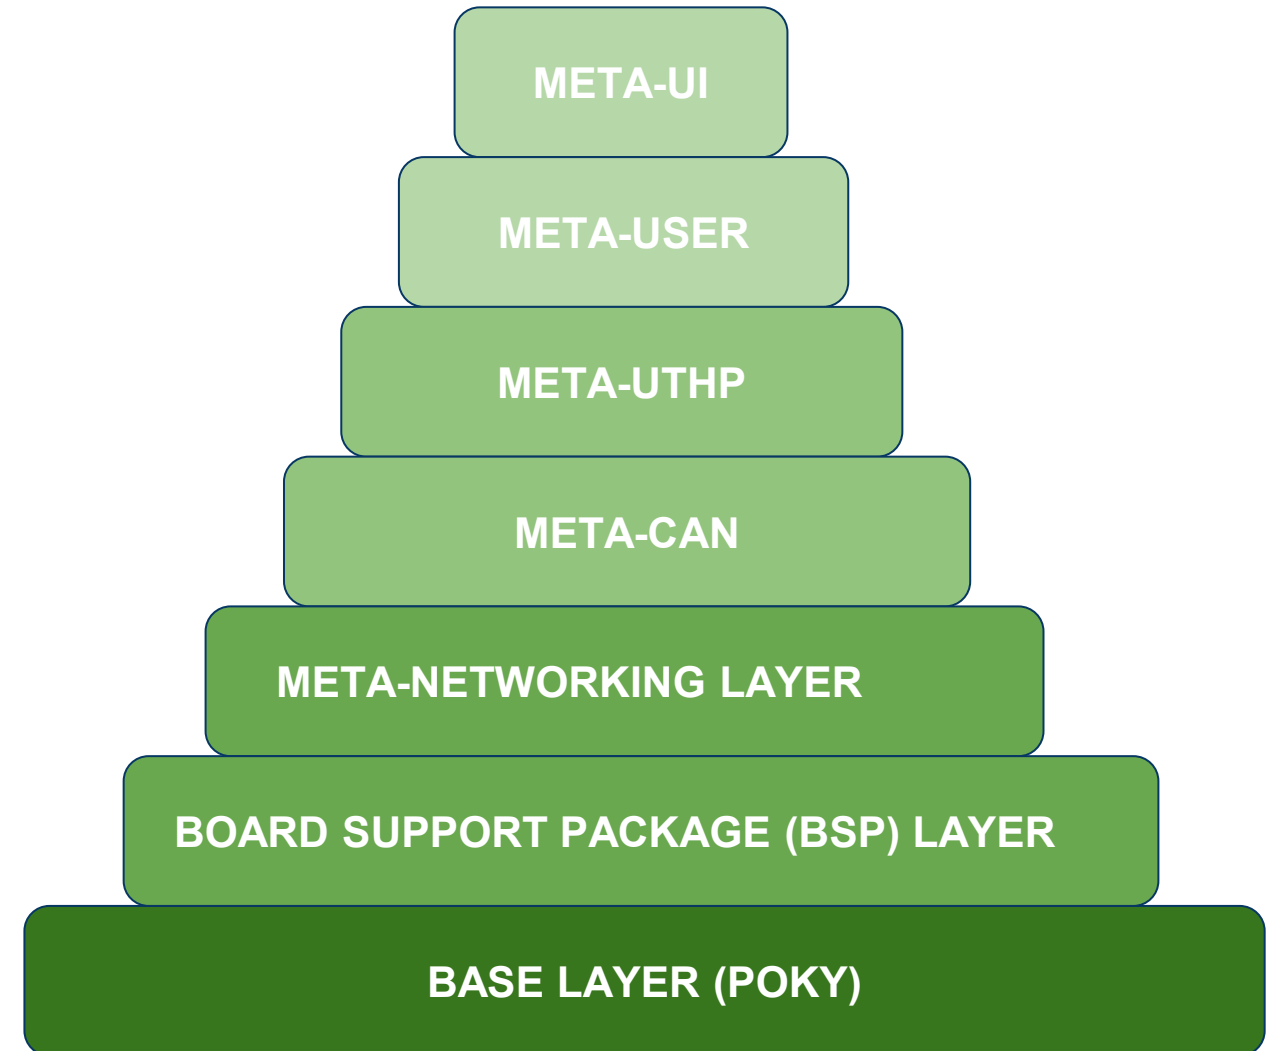 META-UI
META-USER
META-UTHP
META-CAN
META-NETWORKING LAYER
BOARD SUPPORT PACKAGE (BSP) LAYER
BASE LAYER (POKY)